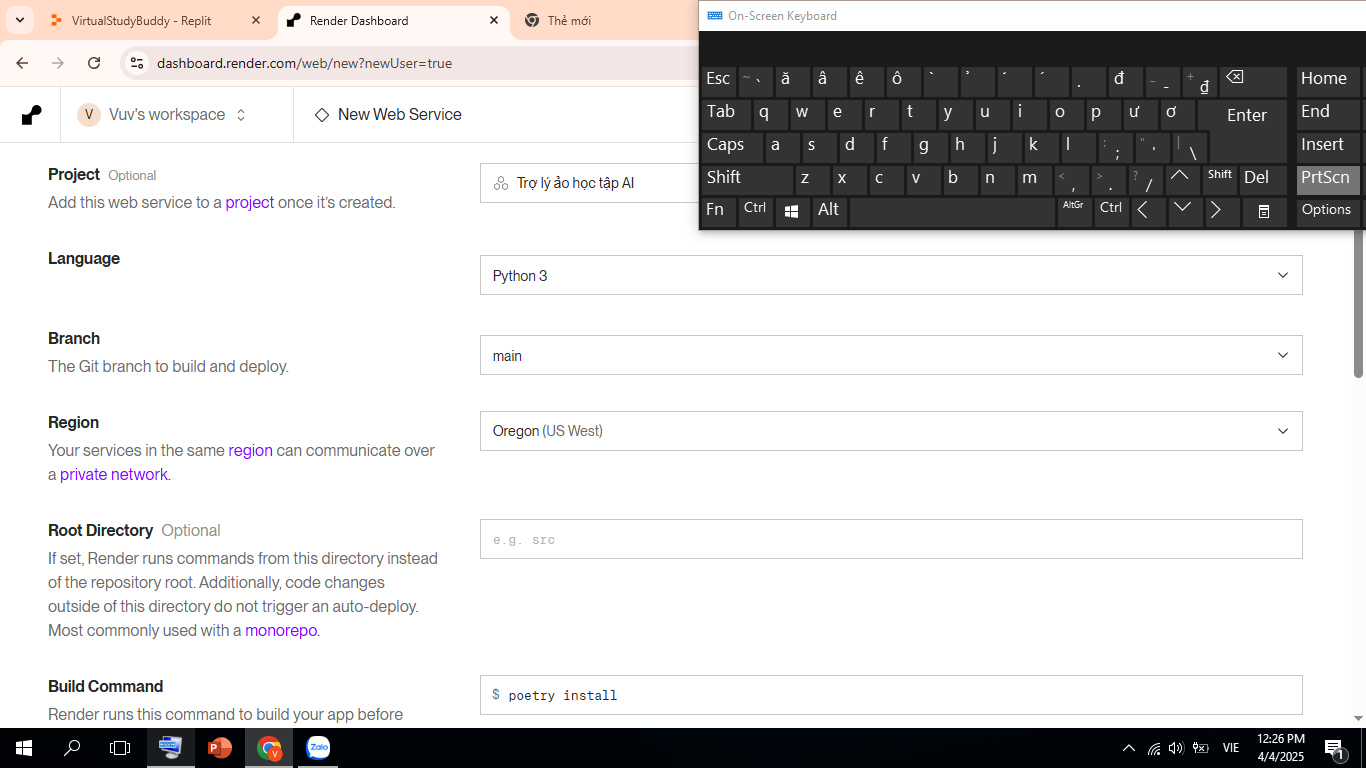 VirtualStudyBuddy - Replit
Render Dashboard
Thẻ mới
dashboard.render.com/web/new?newUser=true
V Vuv's workspace
New Web Service
On-Screen Keyboard
Esc ~ ` ă â ê ô ̀ ̉ ̃ ́ . đ _ - + ₫ Home
Tab q w e r t y u i o p ư ơ Enter End
Caps a s d f g h j k l : ; " ' | \ Insert
Shift z x c v b n m < , > . ? / Shift Del PrtScn
Fn Ctrl Alt AltGr Ctrl Options
Project Optional
Add this web service to a project once it's created.
Trợ lý ảo học tập AI
Language
Python 3
Branch
The Git branch to build and deploy.
main
Region
Your services in the same region can communicate over
a private network.
Oregon (US West)
Root Directory Optional
If set, Render runs commands from this directory instead
of the repository root. Additionally, code changes
outside of this directory do not trigger an auto-deploy.
Most commonly used with a monorepo.
e.g. src
Build Command
Render runs this command to build your app before
$ poetry install
Zalo
VIE
12:26 PM
4/4/2025
1